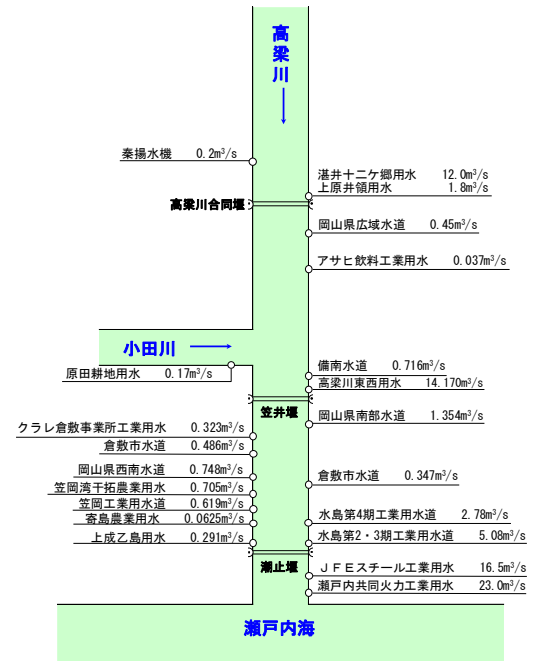 高梁川
秦揚水機 0.2m³/s
湛井十二ケ郷用水 12.0m³/s
上原井領用水 1.8m³/s
高梁川合同堰
岡山県広域水道 0.45m³/s
アサヒ飲料工業用水 0.037m³/s
小田川
原田耕地用水 0.17m³/s
備南水道 0.716m³/s
高梁川東西用水 14.170m³/s
笠井堰
岡山県南部水道 1.354m³/s
クラレ倉敷事業所工業用水 0.323m³/s
倉敷市水道 0.486m³/s
岡山県西南水道 0.748m³/s
倉敷市水道 0.347m³/s
笠岡湾干拓農業用水 0.705m³/s
笠岡工業用水道 0.619m³/s
寄島農業用水 0.0625m³/s
水島第4期工業用水道 2.78m³/s
上成乙島用水 0.291m³/s
水島第2・3期工業用水道 5.08m³/s
潮止堰
ＪＦＥスチール工業用水 16.5m³/s
瀬戸内共同火力工業用水 23.0m³/s
瀬戸内海